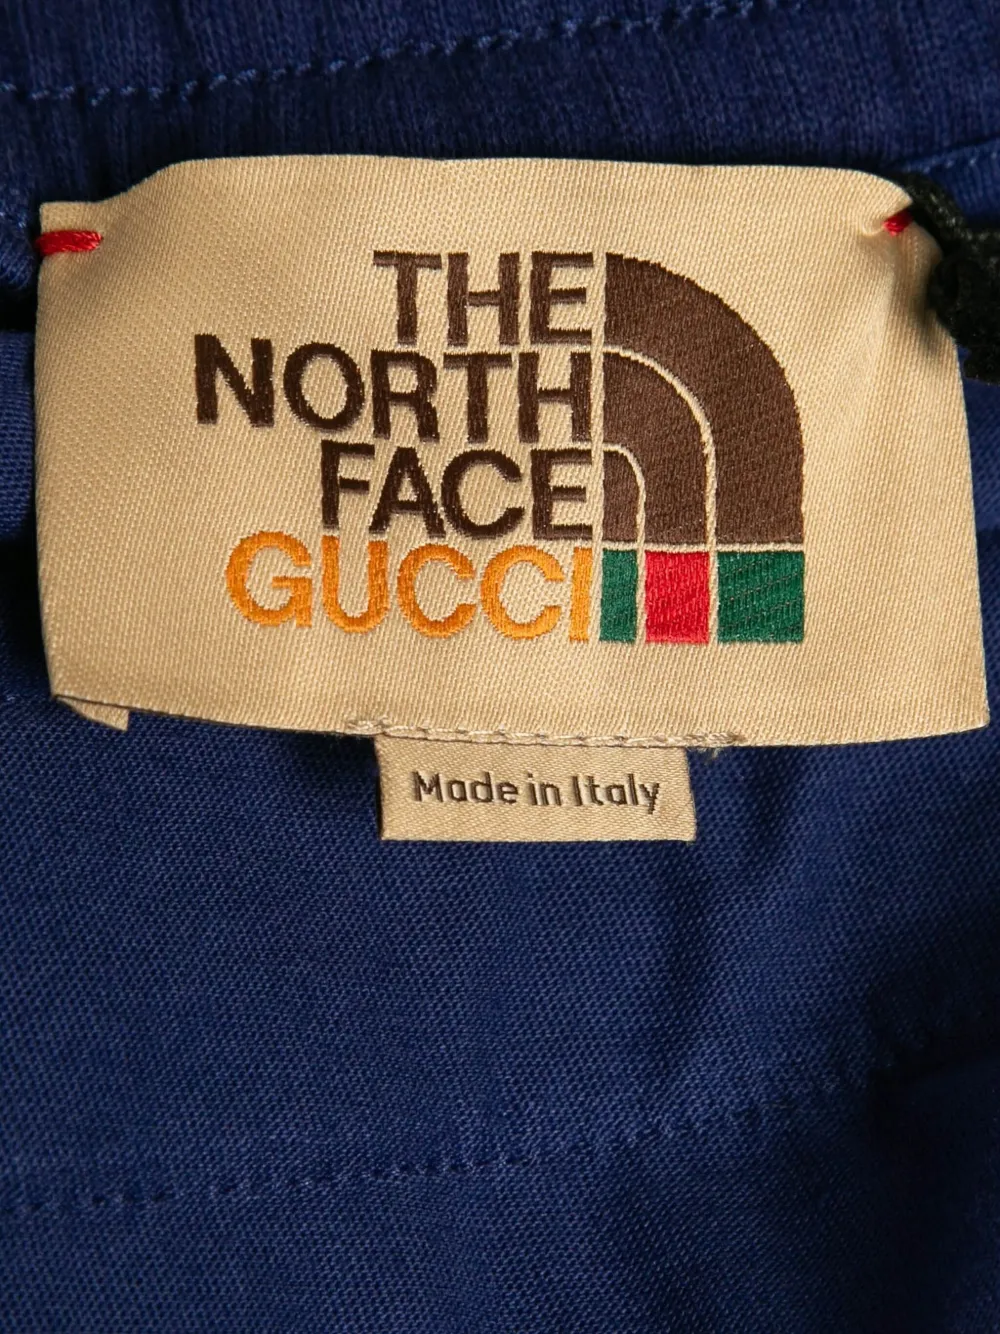 THE
NORTH
FACE
GUCCI
Made in Italy